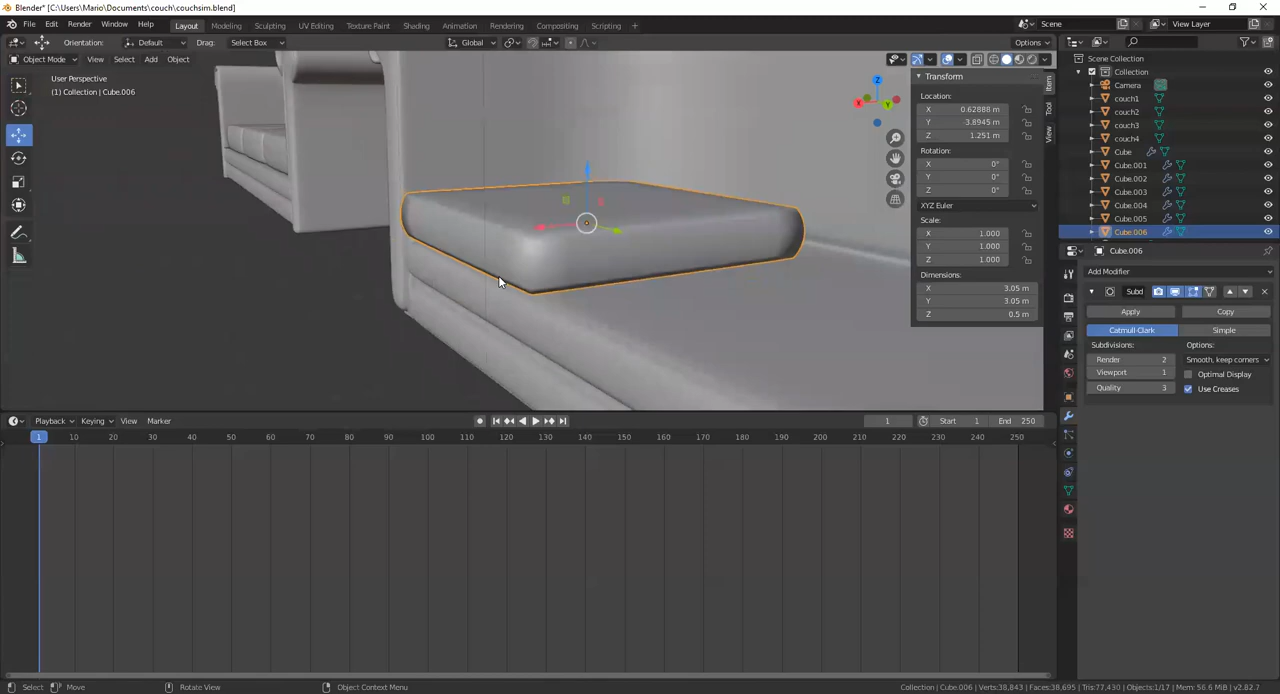 Blender* [C:\Users\Mario\Documents\couch\couchsim.blend]
File Edit Render Window Help Layout Modeling Sculpting UV Editing Texture Paint Shading Animation Rendering Compositing Scripting + Scene View Layer
Orientation: Default Drag: Select Box Global Options
Object Mode View Select Add Object
User Perspective
(1) Collection | Cube.006
Transform
Location:
X 0.62888 m
Y -3.8945 m
Z 1.251 m
Rotation:
X 0°
Y 0°
Z 0°
XYZ Euler
Scale:
X 1.000
Y 1.000
Z 1.000
Dimensions:
X 3.05 m
Y 3.05 m
Z 0.5 m
Item
Tool
View
Z
X
Y
Scene Collection
Collection
Camera
couch1
couch2
couch3
couch4
Cube
Cube.001
Cube.002
Cube.003
Cube.004
Cube.005
Cube.006
Cube.006
Add Modifier
Subd
Apply Copy
Catmull-Clark Simple
Subdivisions: Options:
Render 2 Smooth, keep corners
Viewport 1 Optimal Display
Quality 3 Use Creases
Playback Keying View Marker 1 Start 1 End 250
1 10 20 30 40 50 60 70 80 90 100 110 120 130 140 150 160 170 180 190 200 210 220 230 240 250
Select Move Rotate View Object Context Menu Collection | Cube.006 | Verts:38,843 | Faces:38,695 | Tris:77,430 | Objects:1/17 | Mem: 56.6 MiB | v2.82.7